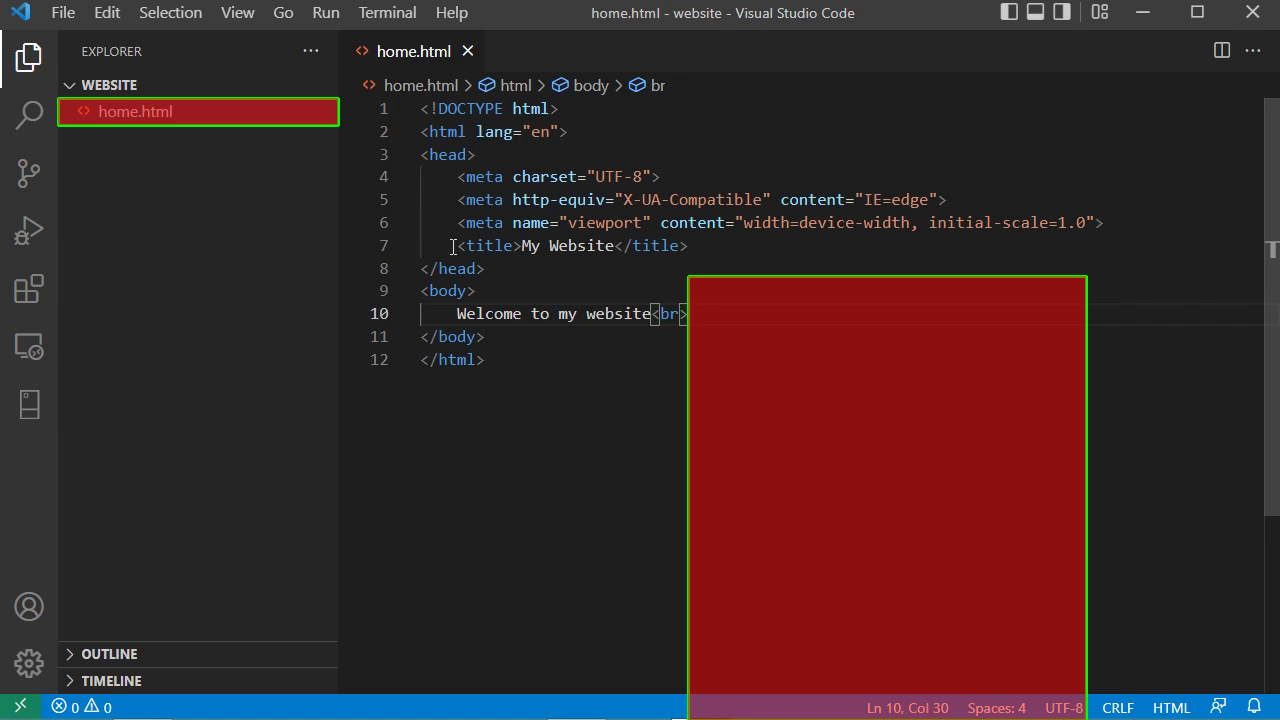 File Edit Selection View Go Run Terminal Help home.html - website - Visual Studio Code
EXPLORER
WEBSITE
home.html
OUTLINE
TIMELINE
home.html
home.html > html > body > br
1 <!DOCTYPE html>
2 <html lang="en">
3 <head>
4 <meta charset="UTF-8">
5 <meta http-equiv="X-UA-Compatible" content="IE=edge">
6 <meta name="viewport" content="width=device-width, initial-scale=1.0">
7 <title>My Website</title>
8 </head>
9 <body>
10 Welcome to my website<br>
11 </body>
12 </html>
0 0 Ln 10, Col 30 Spaces: 4 UTF-8 CRLF HTML